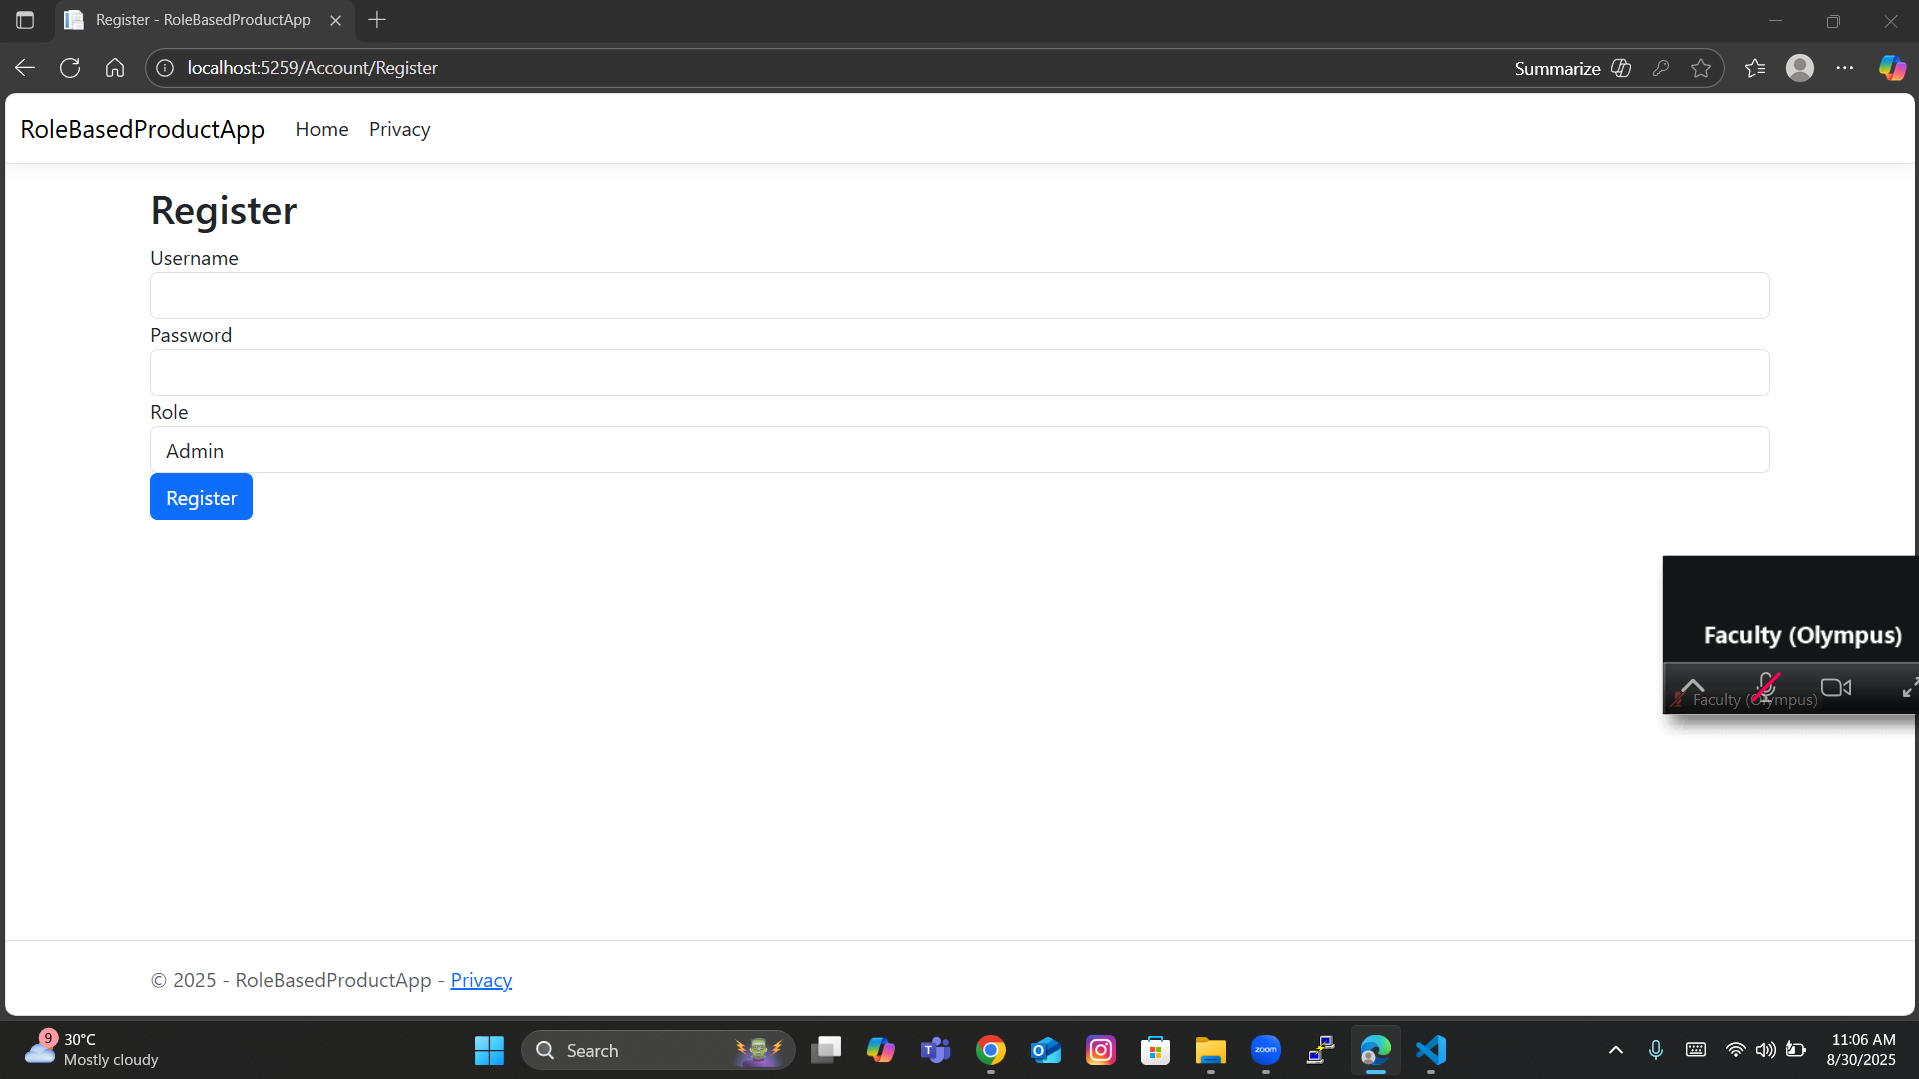 Register - RoleBasedProductApp
localhost:5259/Account/Register
Summarize
RoleBasedProductApp
Home
Privacy
Register
Username
Password
Role
Admin
Register
Faculty (Olympus)
Faculty (Olympus)
© 2025 - RoleBasedProductApp - Privacy
9
30°C
Mostly cloudy
Search
zoom
11:06 AM
8/30/2025